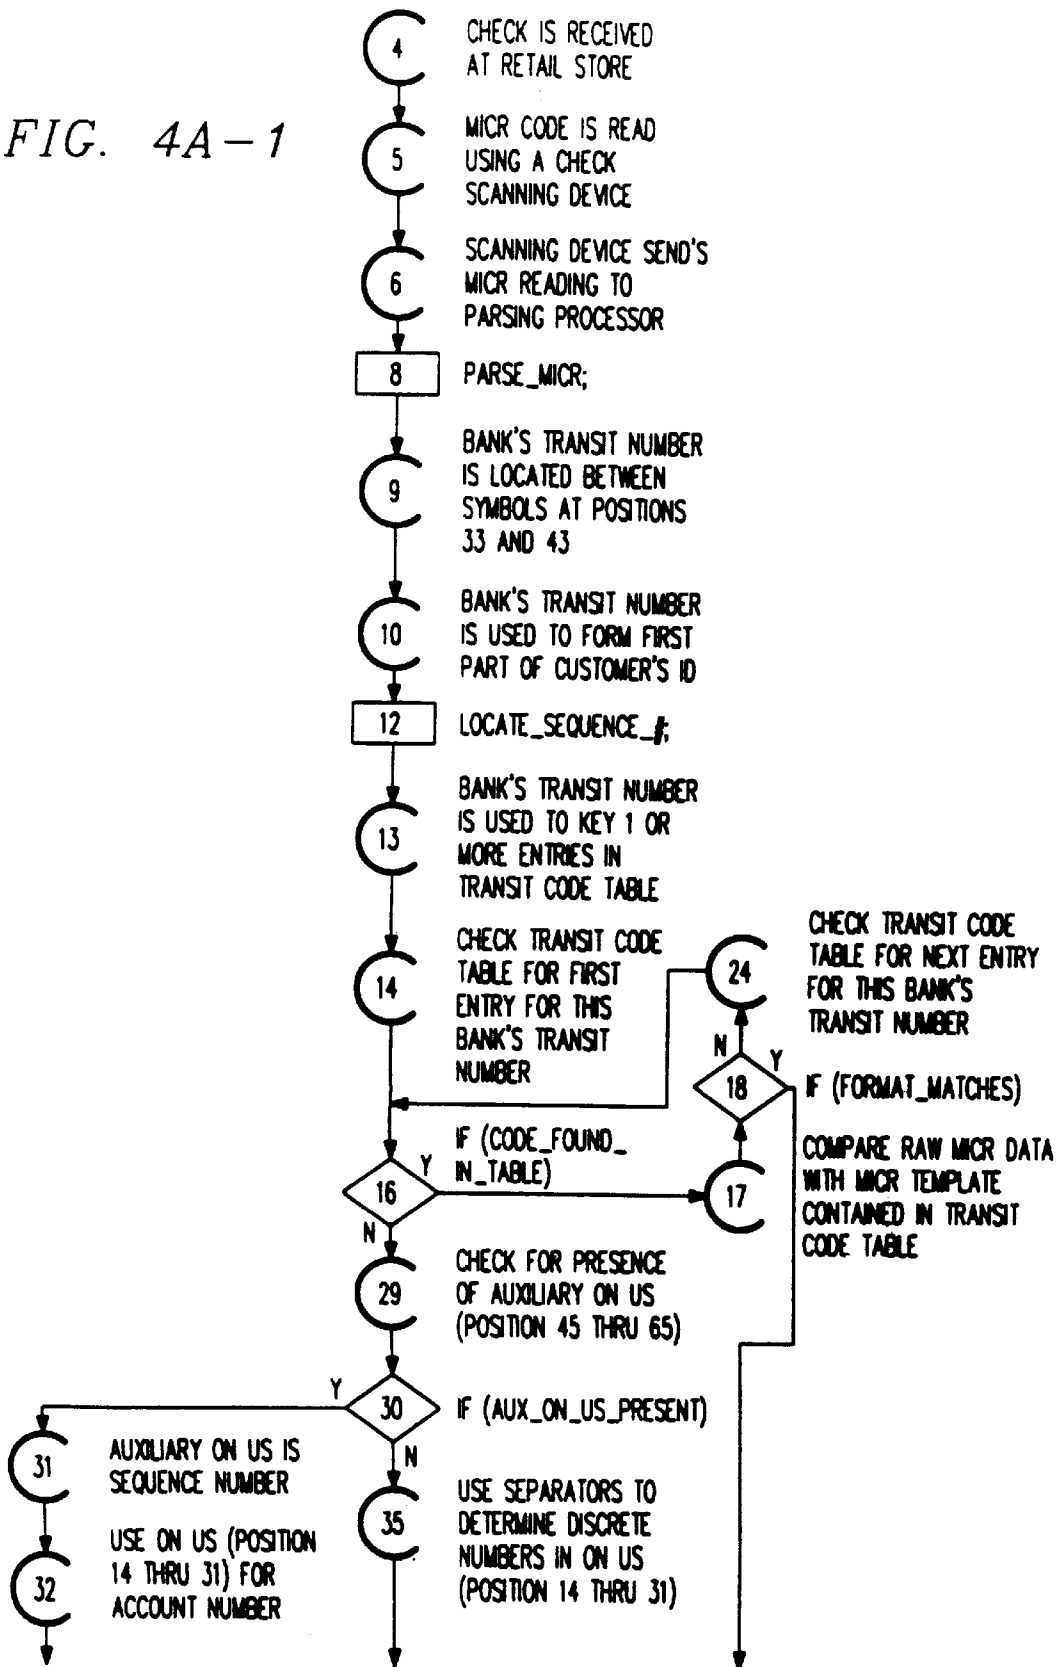 4
CHECK IS RECEIVED
AT RETAIL STORE
FIG. 4A-1
5
MICR CODE IS READ
USING A CHECK
SCANNING DEVICE
6
SCANNING DEVICE SEND'S
MICR READING TO
PARSING PROCESSOR
8
PARSE_MICR;
9
BANK'S TRANSIT NUMBER
IS LOCATED BETWEEN
SYMBOLS AT POSITIONS
33 AND 43
10
BANK'S TRANSIT NUMBER
IS USED TO FORM FIRST
PART OF CUSTOMER'S ID
12
LOCATE_SEQUENCE_#;
13
BANK'S TRANSIT NUMBER
IS USED TO KEY 1 OR
MORE ENTRIES IN
TRANSIT CODE TABLE
14
CHECK TRANSIT CODE
TABLE FOR FIRST
ENTRY FOR THIS
BANK'S TRANSIT
NUMBER
24
CHECK TRANSIT CODE
TABLE FOR NEXT ENTRY
FOR THIS BANK'S
TRANSIT NUMBER
N
Y
18
IF (FORMAT_MATCHES)
16
Y
N
IF (CODE_FOUND_
IN_TABLE)
17
COMPARE RAW MICR DATA
WITH MICR TEMPLATE
CONTAINED IN TRANSIT
CODE TABLE
29
CHECK FOR PRESENCE
OF AUXILIARY ON US
(POSITION 45 THRU 65)
Y
30
N
IF (AUX_ON_US_PRESENT)
31
AUXILIARY ON US IS
SEQUENCE NUMBER
32
USE ON US (POSITION
14 THRU 31) FOR
ACCOUNT NUMBER
35
USE SEPARATORS TO
DETERMINE DISCRETE
NUMBERS IN ON US
(POSITION 14 THRU 31)